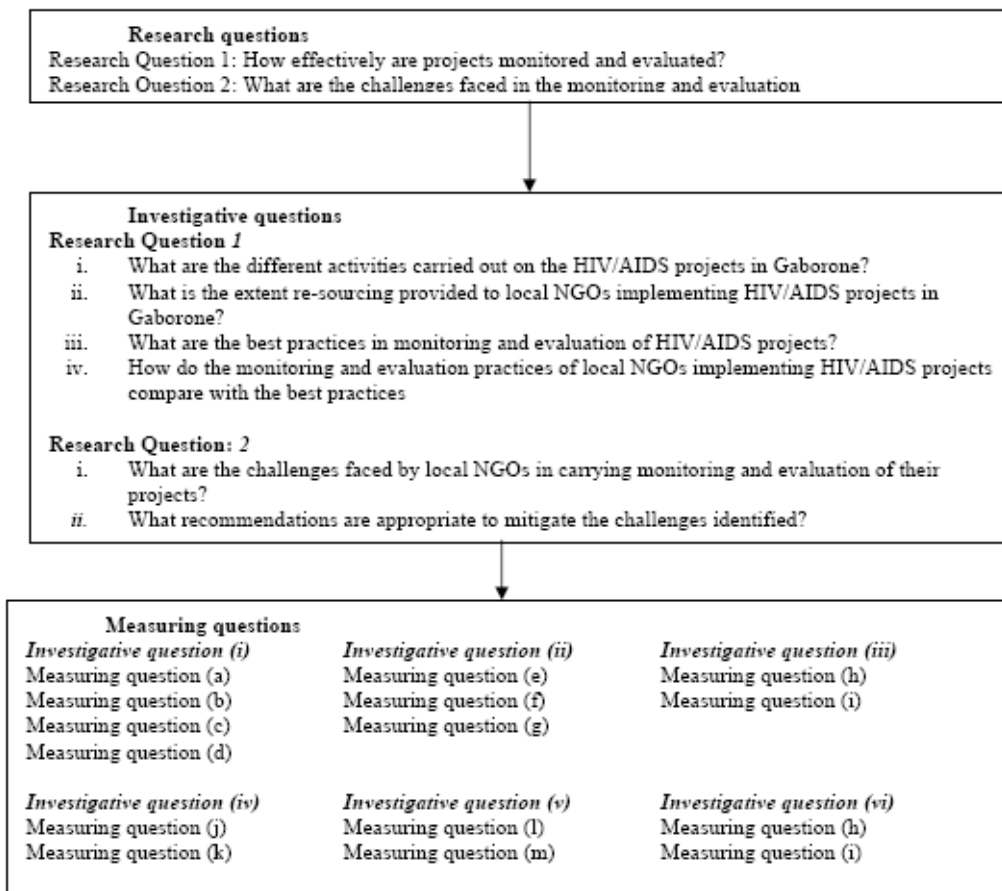 Research questions
Research Question 1: How effectively are projects monitored and evaluated?
Research Question 2: What are the challenges faced in the monitoring and evaluation
Investigative questions
Research Question 1
i. What are the different activities carried out on the HIV/AIDS projects in Gaborone?
ii. What is the extent re-sourcing provided to local NGOs implementing HIV/AIDS projects in
Gaborone?
iii. What are the best practices in monitoring and evaluation of HIV/AIDS projects?
iv. How do the monitoring and evaluation practices of local NGOs implementing HIV/AIDS projects
compare with the best practices
Research Question: 2
i. What are the challenges faced by local NGOs in carrying monitoring and evaluation of their
projects?
ii. What recommendations are appropriate to mitigate the challenges identified?
Measuring questions
Investigative question (i) Investigative question (ii) Investigative question (iii)
Measuring question (a) Measuring question (e) Measuring question (h)
Measuring question (b) Measuring question (f) Measuring question (i)
Measuring question (c) Measuring question (g)
Measuring question (d)
Investigative question (iv) Investigative question (v) Investigative question (vi)
Measuring question (j) Measuring question (l) Measuring question (h)
Measuring question (k) Measuring question (m) Measuring question (i)